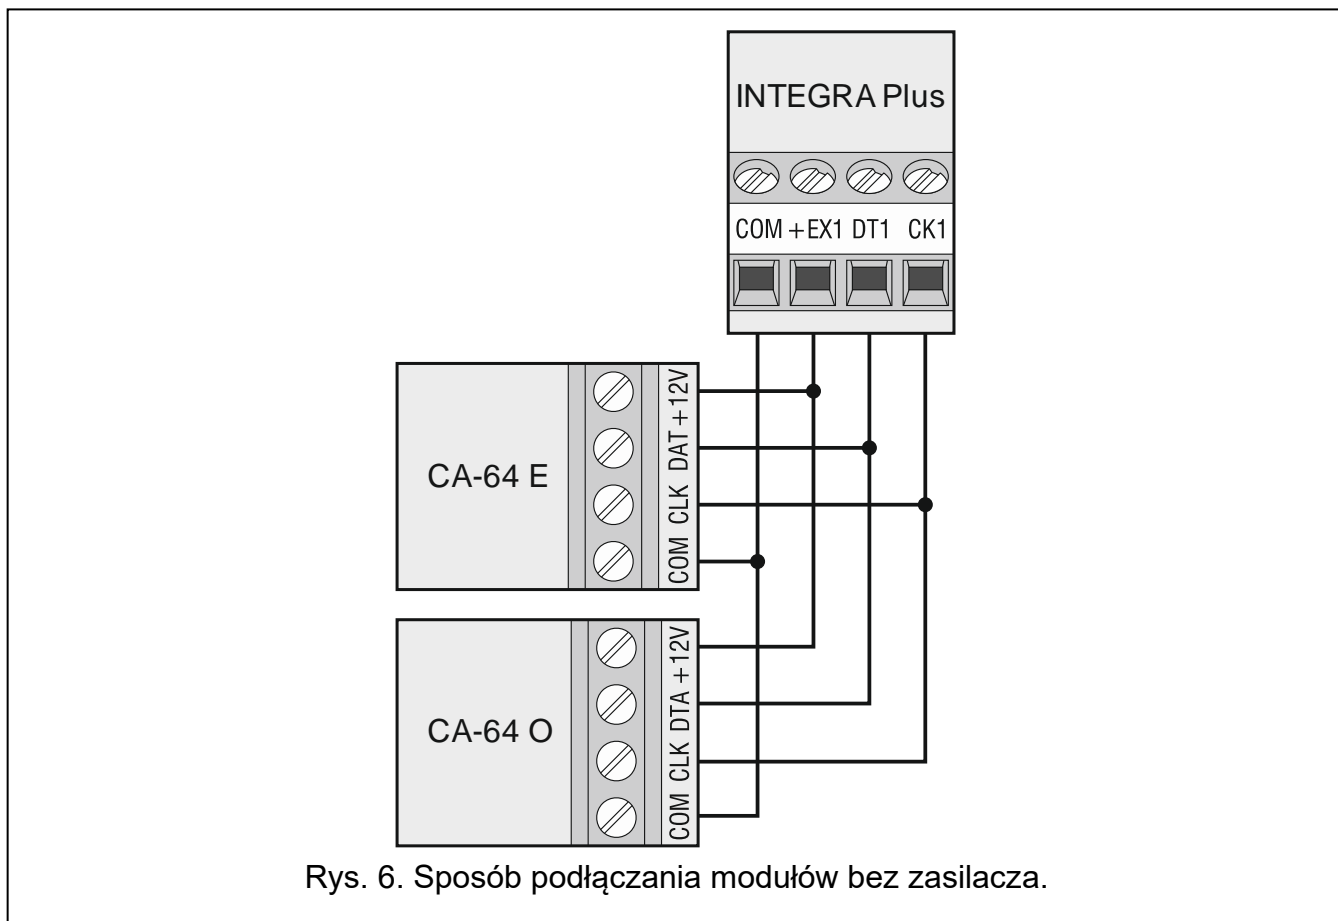 INTEGRA Plus
COM +EX1 DT1 CK1
CA-64 E
COM CLK DAT +12V
CA-64 O
COM CLK DTA +12V
Rys. 6. Sposób podłączania modułów bez zasilacza.